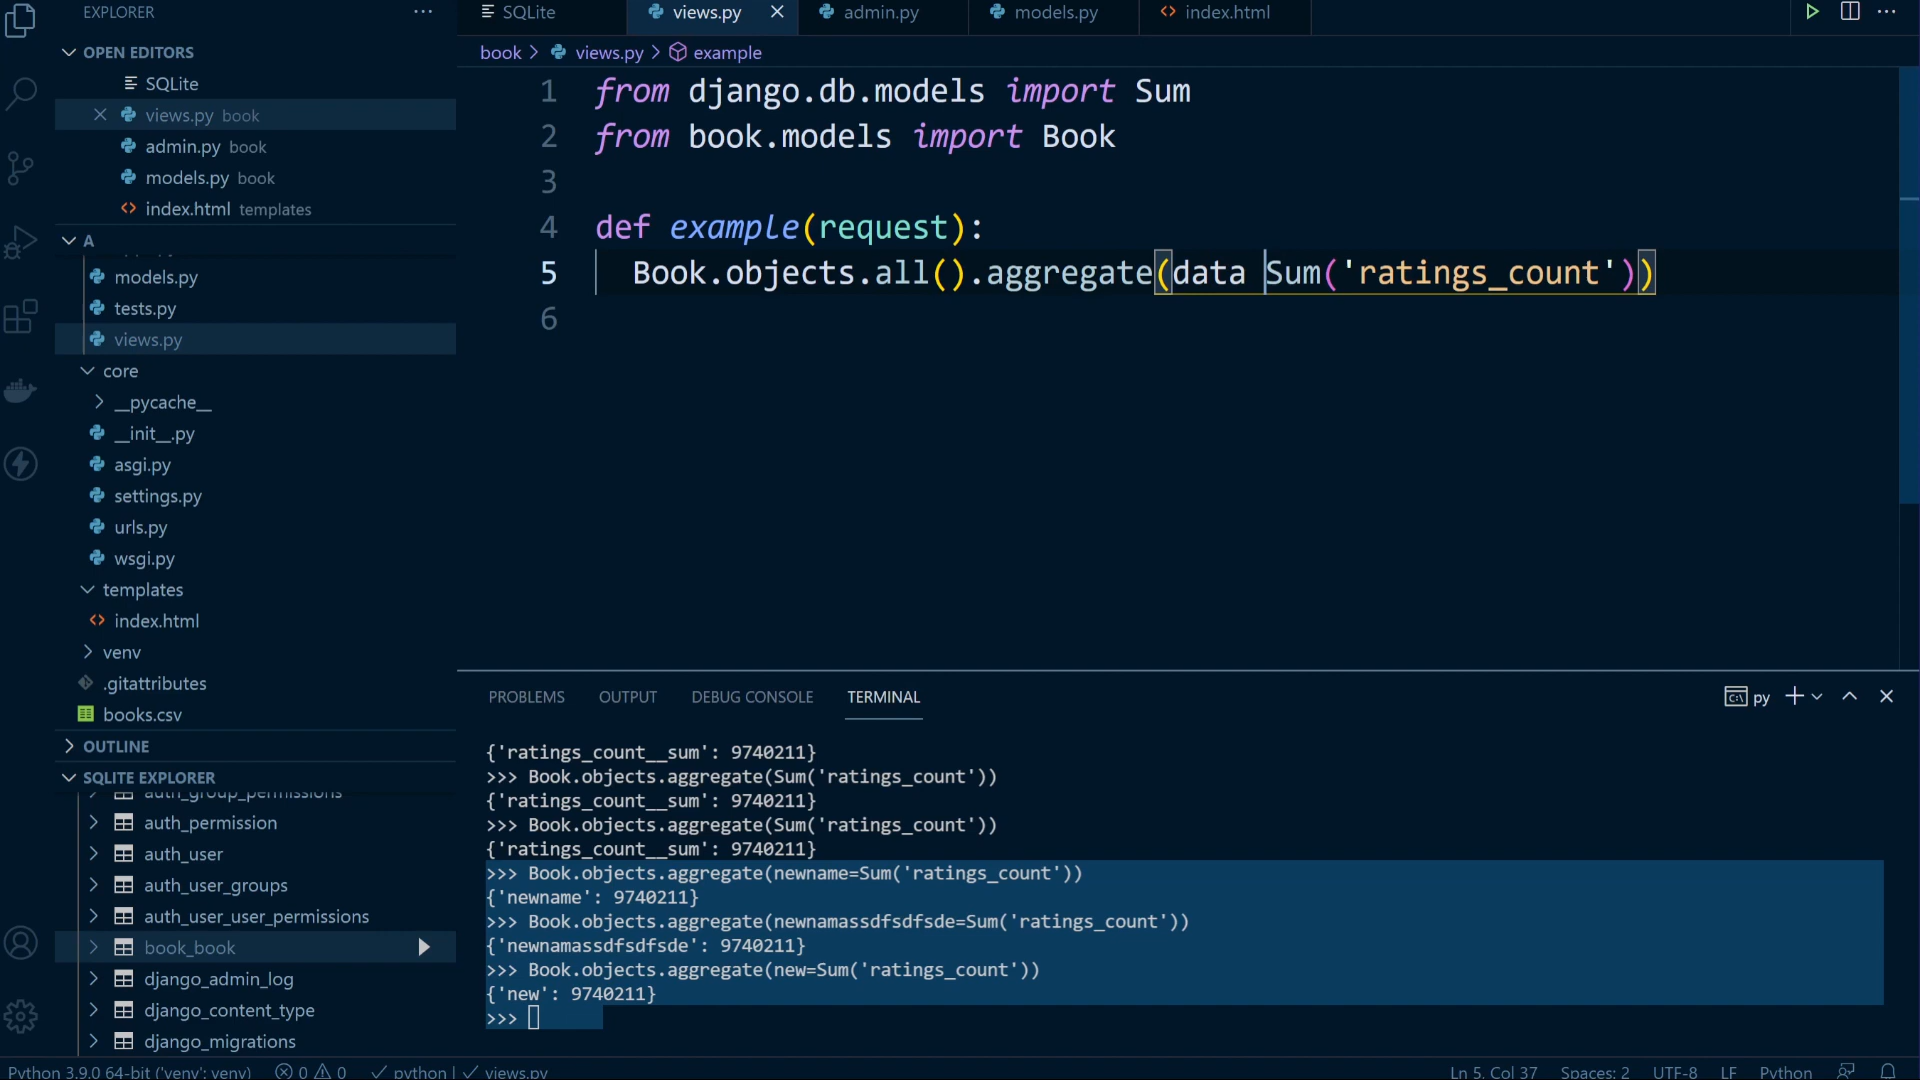 EXPLORER
OPEN EDITORS
SQLite
views.py book
admin.py book
models.py book
index.html templates
A
models.py
tests.py
views.py
core
__pycache__
__init__.py
asgi.py
settings.py
urls.py
wsgi.py
templates
index.html
venv
.gitattributes
books.csv
OUTLINE
SQLITE EXPLORER
auth_group_permissions
auth_permission
auth_user
auth_user_groups
auth_user_user_permissions
book_book
django_admin_log
django_content_type
django_migrations
SQLite views.py admin.py models.py index.html
book > views.py > example
1 from django.db.models import Sum
2 from book.models import Book
3
4 def example(request):
5 Book.objects.all().aggregate(data Sum('ratings_count'))
6
PROBLEMS OUTPUT DEBUG CONSOLE TERMINAL
py
{'ratings_count__sum': 9740211}
>>> Book.objects.aggregate(Sum('ratings_count'))
{'ratings_count__sum': 9740211}
>>> Book.objects.aggregate(Sum('ratings_count'))
{'ratings_count__sum': 9740211}
>>> Book.objects.aggregate(newname=Sum('ratings_count'))
{'newname': 9740211}
>>> Book.objects.aggregate(newnamassdfsdfsde=Sum('ratings_count'))
{'newnamassdfsdfsde': 9740211}
>>> Book.objects.aggregate(new=Sum('ratings_count'))
{'new': 9740211}
>>>
Python 3.9.0 64-bit ('venv': venv) 0 0 python | views.py Ln 5, Col 37 Spaces: 2 UTF-8 LF Python